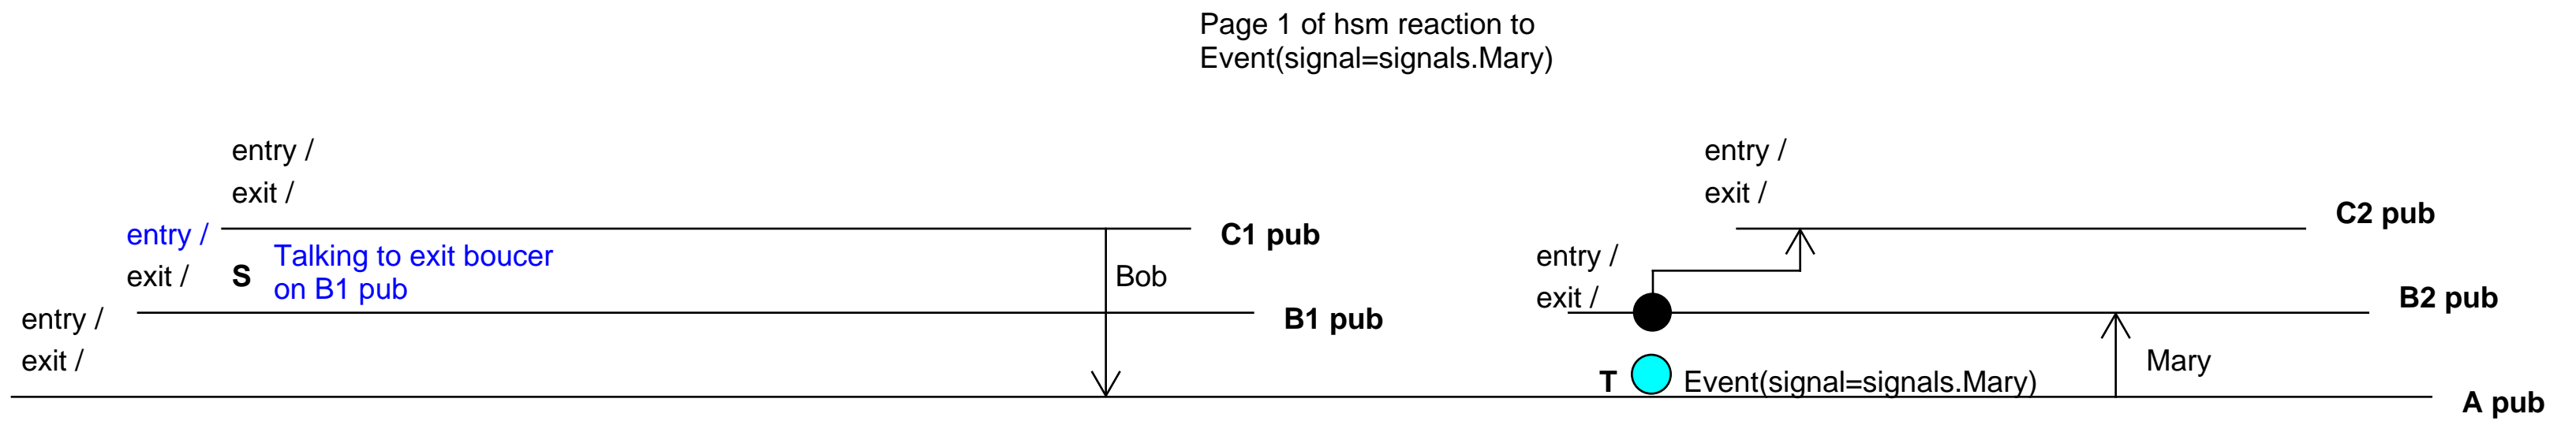 Page 1 of hsm reaction to
Event(signal=signals.Mary)
entry /
exit /
entry /
exit /
C1 pub
C2 pub
entry /
exit /
S
Talking to exit boucer
on B1 pub
Bob
entry /
exit /
B1 pub
B2 pub
entry /
exit /
T
Event(signal=signals.Mary)
Mary
A pub